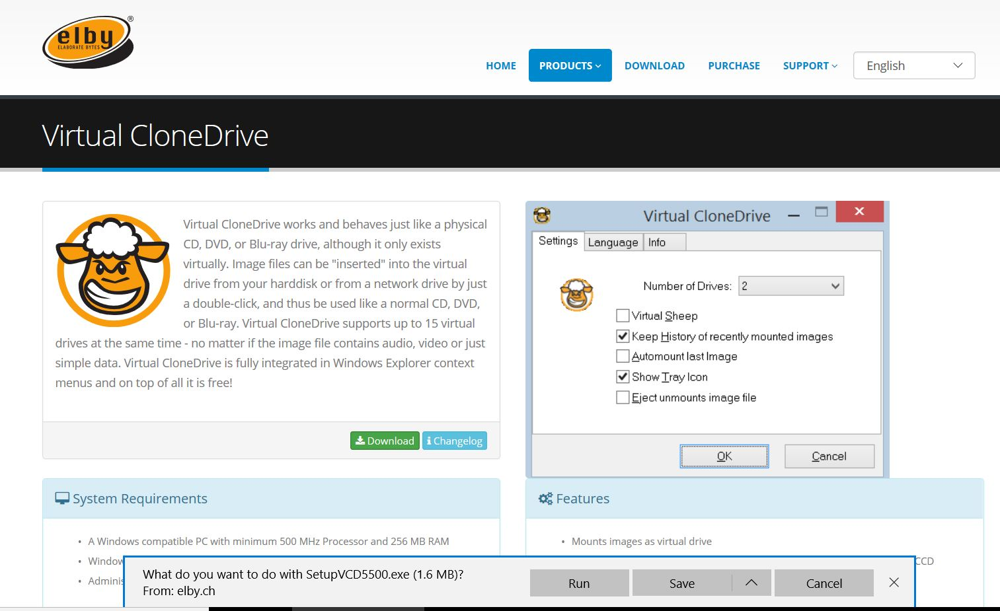 elby®
ELABORATE BYTES
HOME PRODUCTS DOWNLOAD PURCHASE SUPPORT English
Virtual CloneDrive
Virtual CloneDrive works and behaves just like a physical
CD, DVD, or Blu-ray drive, although it only exists
virtually. Image files can be "inserted" into the virtual
drive from your harddisk or from a network drive by just
a double-click, and thus be used like a normal CD, DVD,
or Blu-ray. Virtual CloneDrive supports up to 15 virtual
drives at the same time - no matter if the image file contains audio, video or just
simple data. Virtual CloneDrive is fully integrated in Windows Explorer context
menus and on top of all it is free!
Download Changelog
Virtual CloneDrive
Settings Language Info
Number of Drives: 2
Virtual Sheep
Keep History of recently mounted images
Automount last Image
Show Tray Icon
Eject unmounts image file
OK Cancel
System Requirements
• A Windows compatible PC with minimum 500 MHz Processor and 256 MB RAM
• Window
• Adminis
Features
• Mounts images as virtual drive
CCD
What do you want to do with SetupVCD5500.exe (1.6 MB)?
From: elby.ch
Run Save Cancel